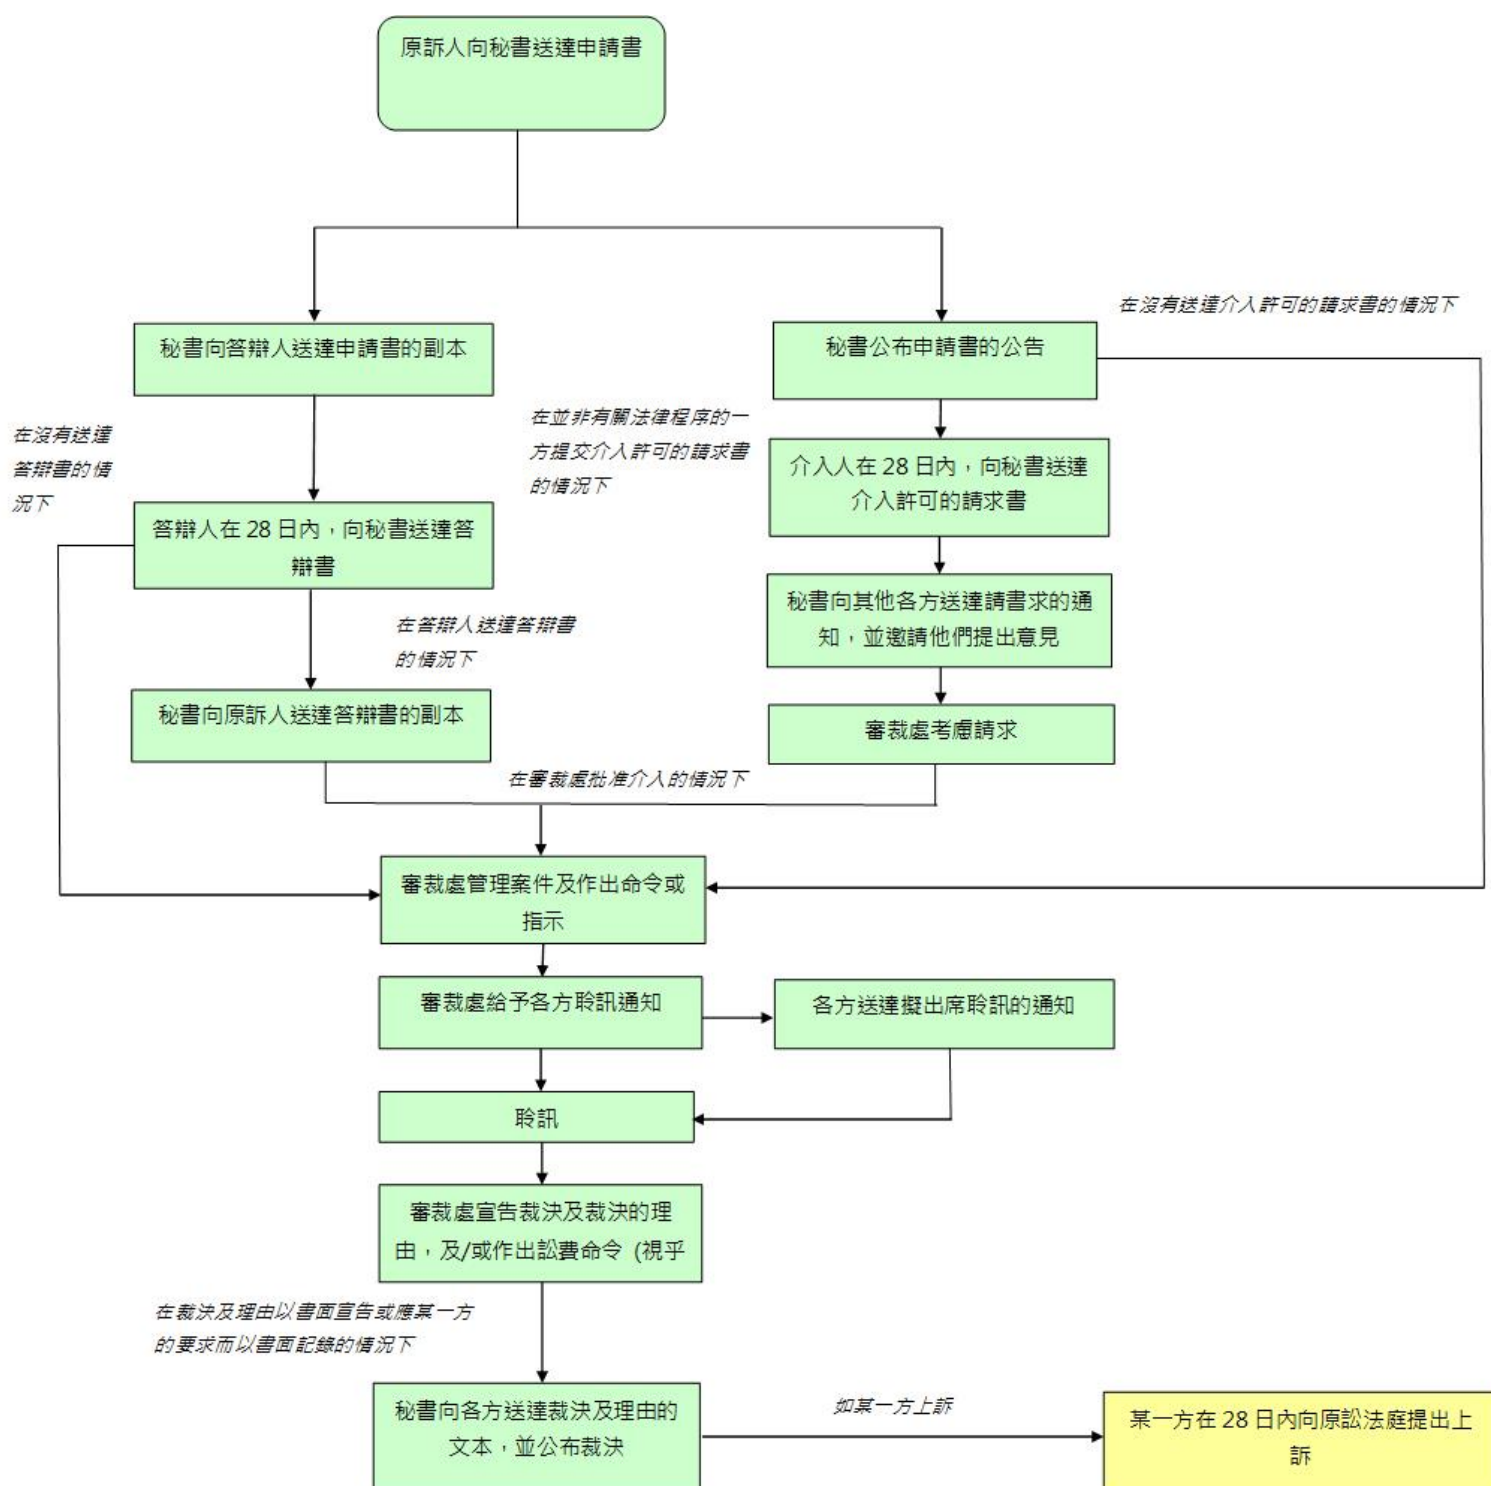 原訴人向秘書送達申請書
在沒有送達介入許可的請求書的情況下
秘書向答辯人送達申請書的副本
秘書公布申請書的公告
在沒有送達
答辯書的情
況下
在並非有關法律程序的一
方提交介入許可的請求書
的情況下
介入人在 28 日內，向秘書送達
介入許可的請求書
答辯人在 28 日內，向秘書送達答
辯書
秘書向其他各方送達請書求的通
知，並邀請他們提出意見
在答辯人送達答辯書
的情況下
秘書向原訴人送達答辯書的副本
審裁處考慮請求
在審裁處批准介入的情況下
審裁處管理案件及作出命令或
指示
審裁處給予各方聆訊通知
各方送達擬出席聆訊的通知
聆訊
審裁處宣告裁決及裁決的理
由，及/或作出訟費命令 (視乎
在裁決及理由以書面宣告或應某一方
的要求而以書面記錄的情況下
秘書向各方送達裁決及理由的
文本，並公布裁決
如某一方上訴
某一方在 28 日內向原訟法庭提出上
訴